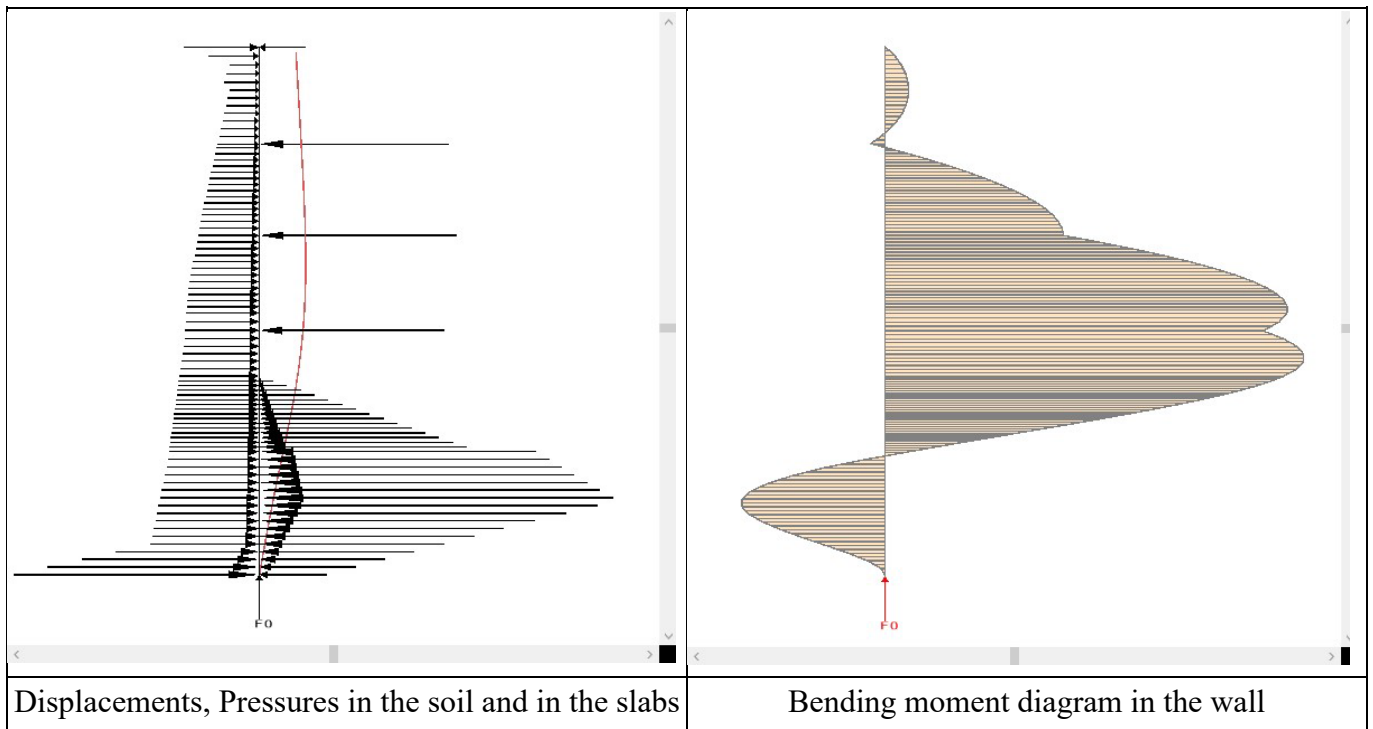 F0
F0
Displacements, Pressures in the soil and in the slabs
Bending moment diagram in the wall